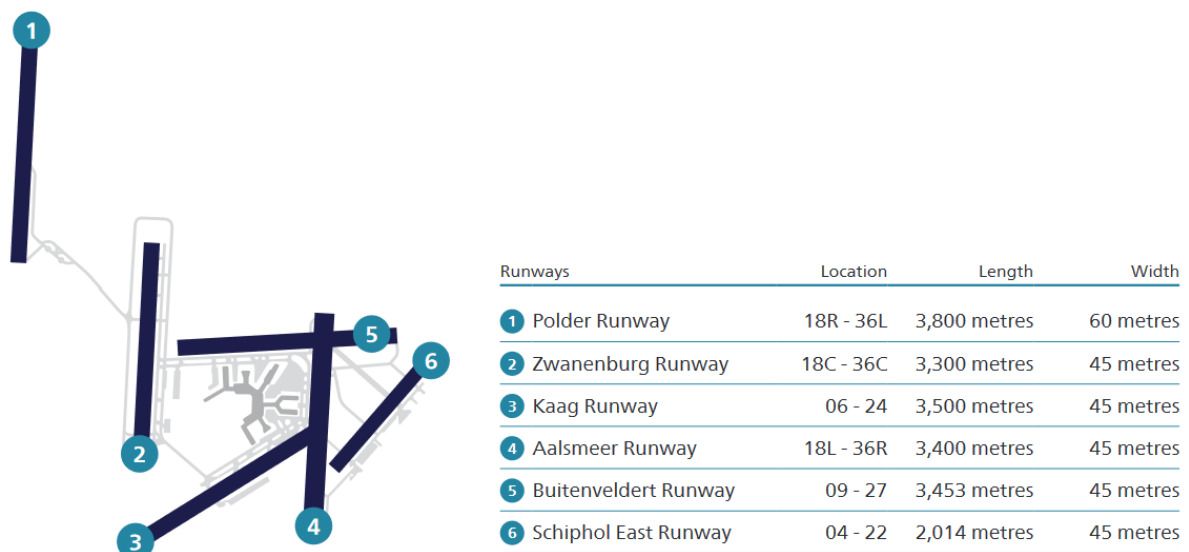 1
2
3
4
5
6
Runways Location Length Width
1 Polder Runway 18R - 36L 3,800 metres 60 metres
2 Zwanenburg Runway 18C - 36C 3,300 metres 45 metres
3 Kaag Runway 06 - 24 3,500 metres 45 metres
4 Aalsmeer Runway 18L - 36R 3,400 metres 45 metres
5 Buitenveldert Runway 09 - 27 3,453 metres 45 metres
6 Schiphol East Runway 04 - 22 2,014 metres 45 metres